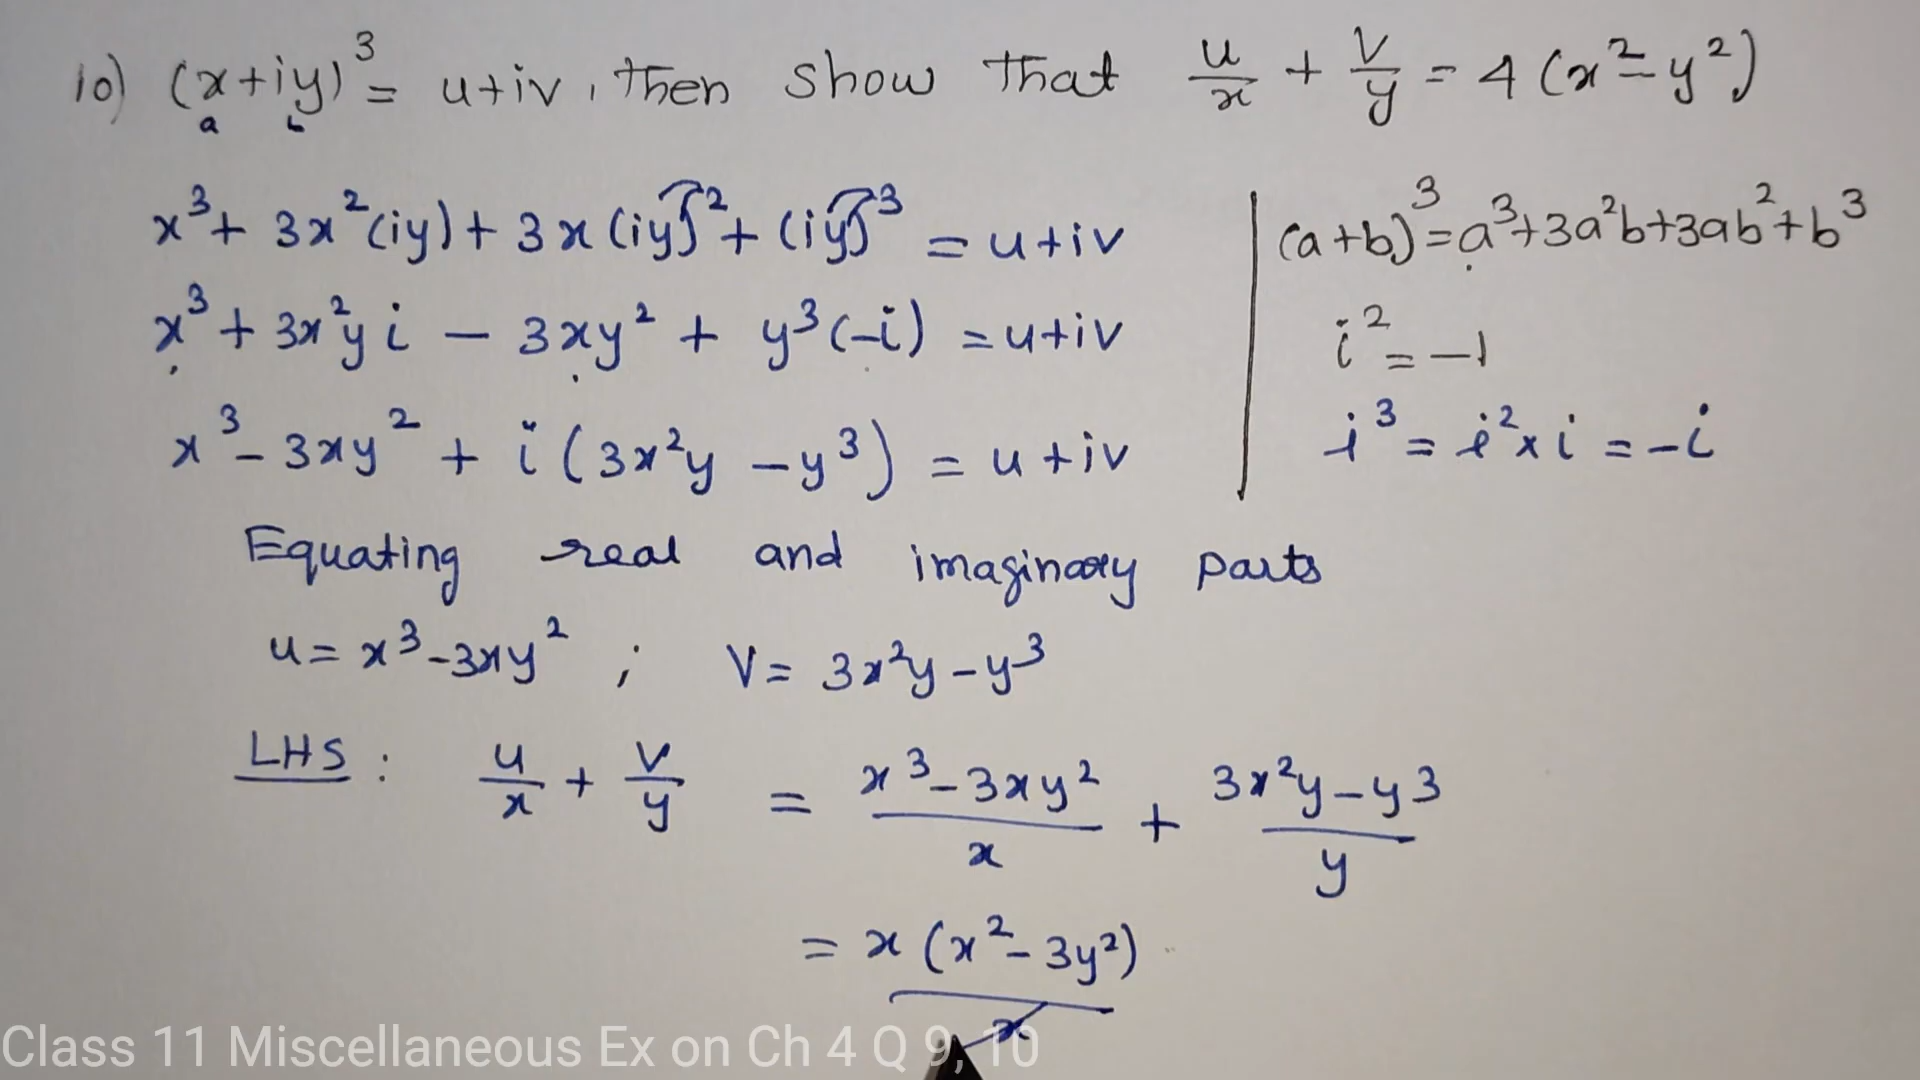 10) (x+iy)³ = u+iv, then show that u/x + v/y = 4(x²-y²)
a b
x³+ 3x²(iy)+ 3x(iy)²+ (iy)³ = u+iv
x³+ 3x²yi - 3xy² + y³(-i) = u+iv
x³- 3xy² + i(3x²y - y³) = u+iv
(a+b)³=a³+3a²b+3ab²+b³
i² = -1
i³ = i²×i = -i
Equating real and imaginary parts
u= x³-3xy² ; V= 3x²y-y³
LHS : u/x + v/y = x³-3xy²/x + 3x²y-y3/y
= x(x²-3y²)/x
Class 11 Miscellaneous Ex on Ch 4 Q 9, 10